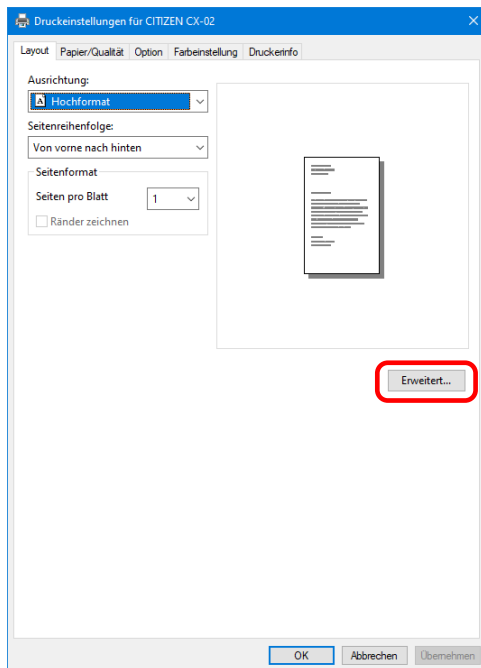 Druckeinstellungen für CITIZEN CX-02
Layout Papier/Qualität Option Farbeinstellung Druckerinfo
Ausrichtung:
A Hochformat
Seitenreihenfolge:
Von vorne nach hinten
Seitenformat
Seiten pro Blatt 1
Ränder zeichnen
Erweitert...
OK Abbrechen Übernehmen